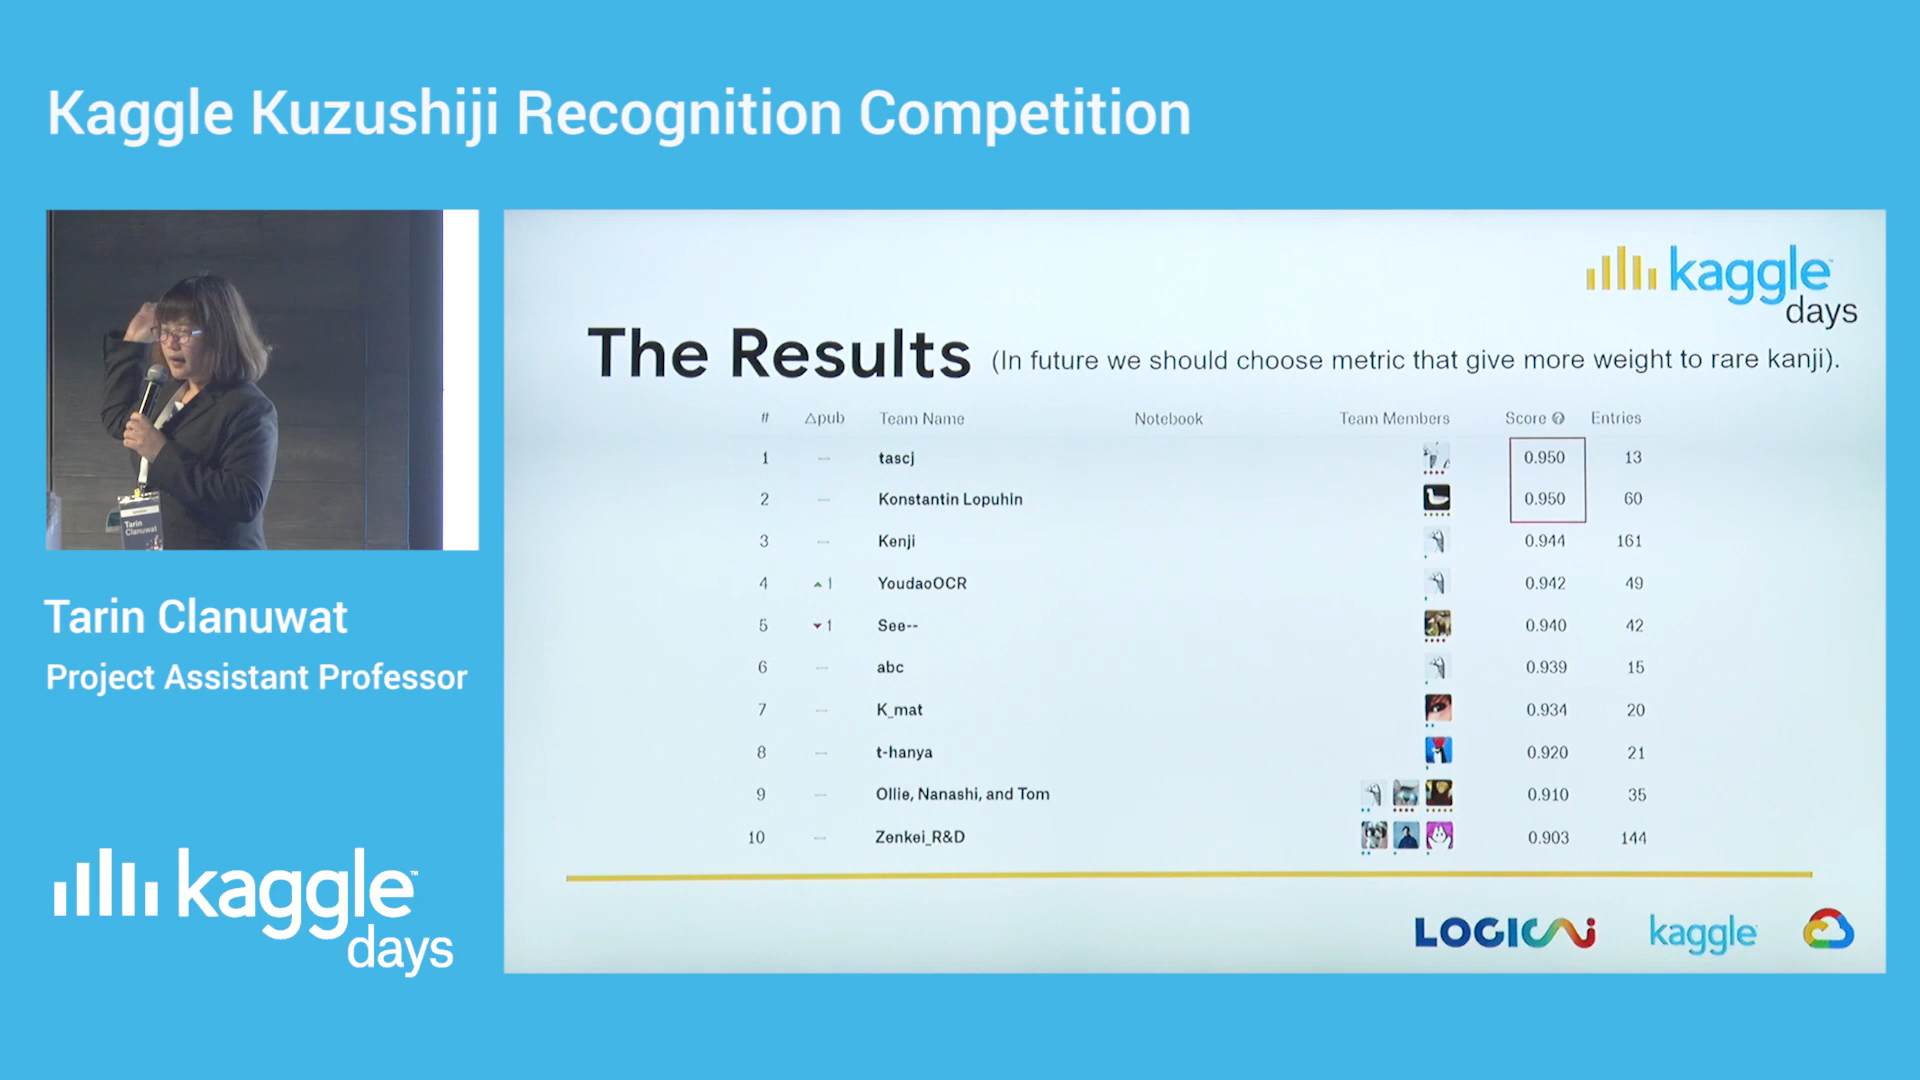 Kaggle Kuzushiji Recognition Competition
Tarin
Clanuwat
Tarin Clanuwat
Project Assistant Professor
kaggle
days
kaggle
days
The Results (In future we should choose metric that give more weight to rare kanji).
# △pub Team Name Notebook Team Members Score Entries
1 — tascj 0.950 13
2 — Konstantin Lopuhin 0.950 60
3 — Kenji 0.944 161
4 ▲1 YoudaoOCR 0.942 49
5 ▼1 See-- 0.940 42
6 — abc 0.939 15
7 — K_mat 0.934 20
8 — t-hanya 0.920 21
9 — Ollie, Nanashi, and Tom 0.910 35
10 — Zenkei_R&D 0.903 144
LOGICAI kaggle